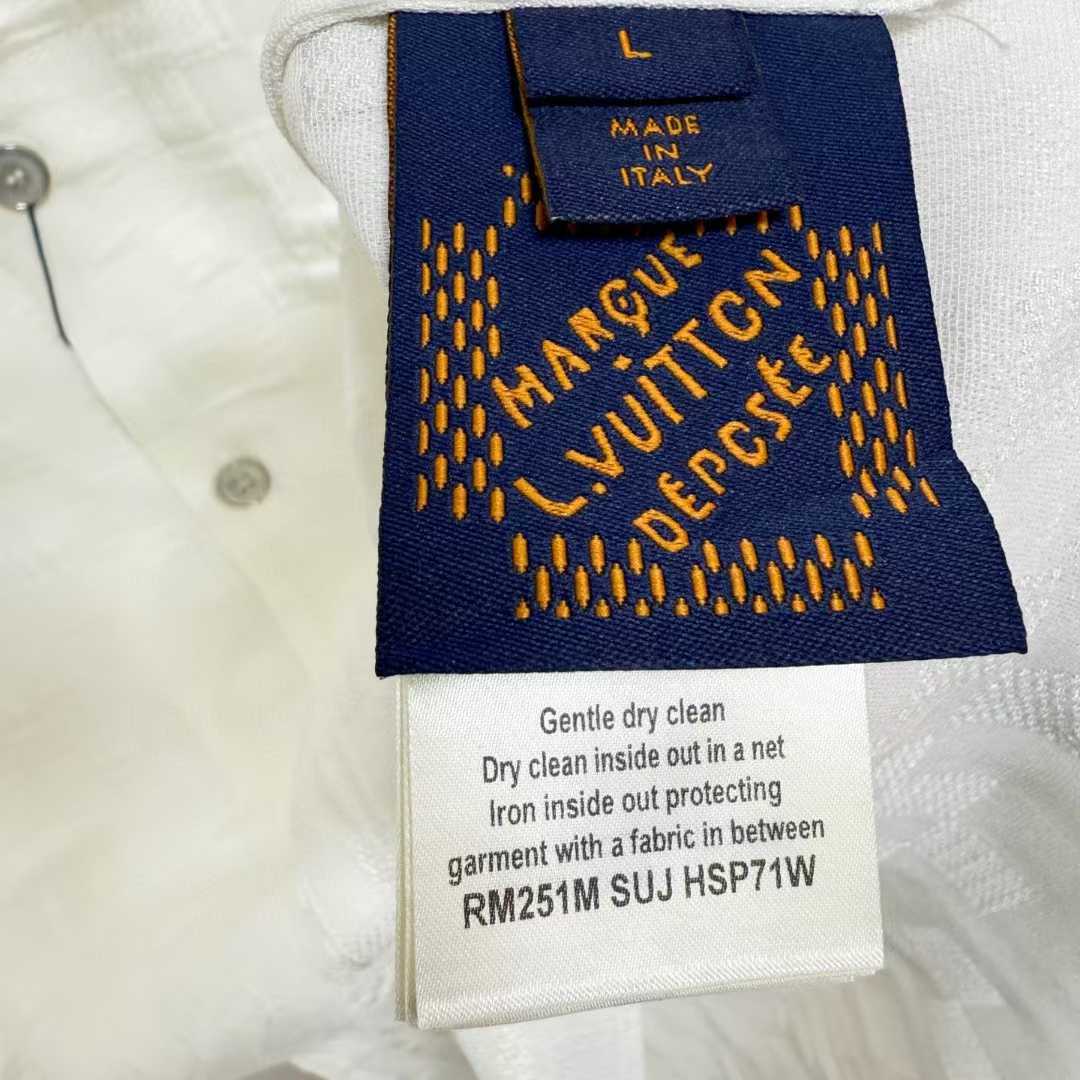 L
MADE
IN
ITALY
MARQUE
L.VUITTON
DÉPOSÉE
Gentle dry clean
Dry clean inside out in a net
Iron inside out protecting
garment with a fabric in between
RM251M SUJ HSP71W